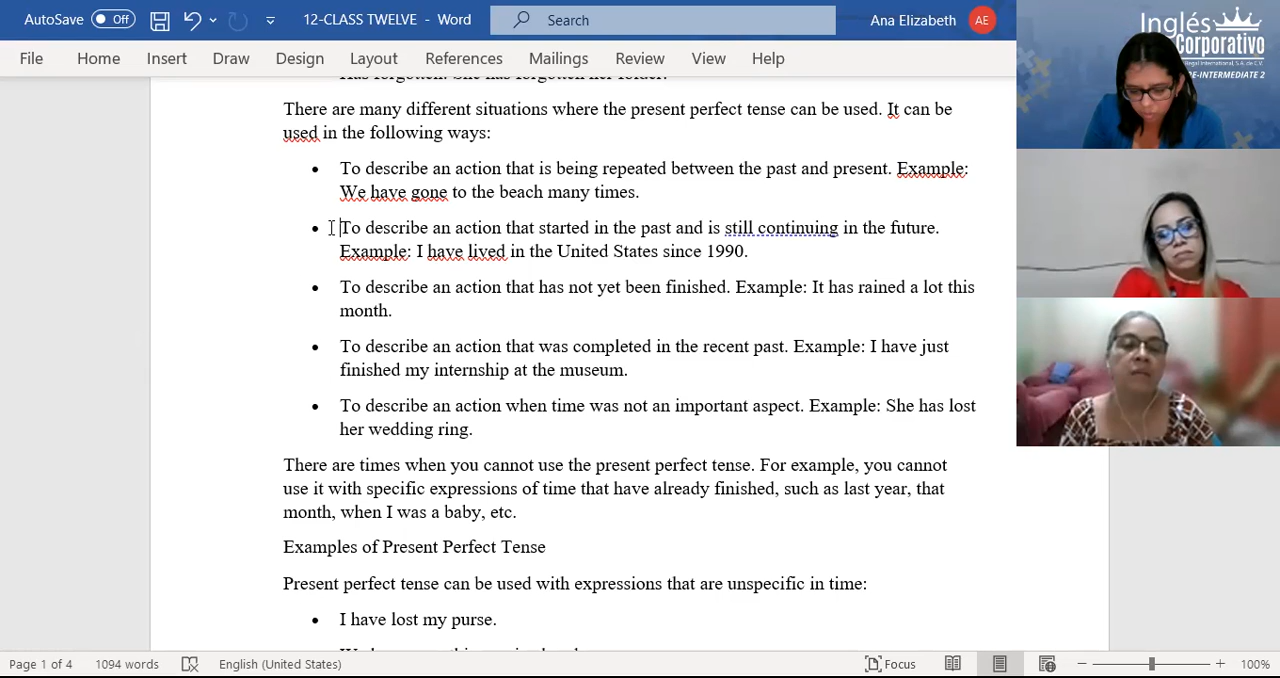 AutoSave Off 12-CLASS TWELVE - Word Search Ana Elizabeth AE
File Home Insert Draw Design Layout References Mailings Review View Help
Inglés
Corporativo
Has forgotten: She has forgotten her folder.
There are many different situations where the present perfect tense can be used. It can be
used in the following ways:
• To describe an action that is being repeated between the past and present. Example:
We have gone to the beach many times.
• To describe an action that started in the past and is still continuing in the future.
Example: I have lived in the United States since 1990.
• To describe an action that has not yet been finished. Example: It has rained a lot this
month.
• To describe an action that was completed in the recent past. Example: I have just
finished my internship at the museum.
• To describe an action when time was not an important aspect. Example: She has lost
her wedding ring.
There are times when you cannot use the present perfect tense. For example, you cannot
use it with specific expressions of time that have already finished, such as last year, that
month, when I was a baby, etc.
Examples of Present Perfect Tense
Present perfect tense can be used with expressions that are unspecific in time:
• I have lost my purse.
Page 1 of 4 1094 words English (United States) Focus 100%